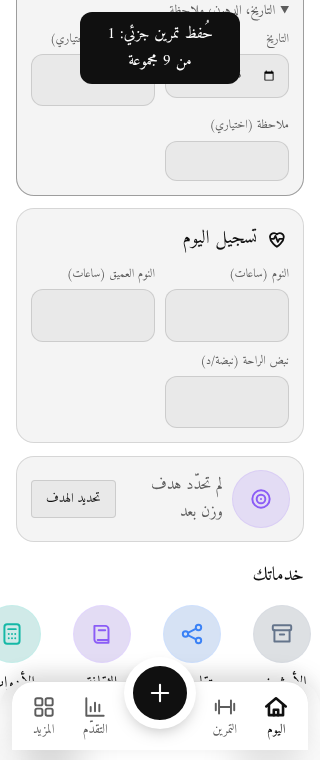 ▼ التاريخ، الدهون، ملاحظة
حُفظ تمرين جزئي: 1
من 9 مجموعة
التاريخ
ملاحظة (اختياري)
تسجيل اليوم
النوم (ساعات)
النوم العميق (ساعات)
نبض الراحة (نبضة/د)
لم تحدّد هدف
وزن بعد
تحديد الهدف
خدماتك
اليوم
التمرين
التقدّم
المزيد